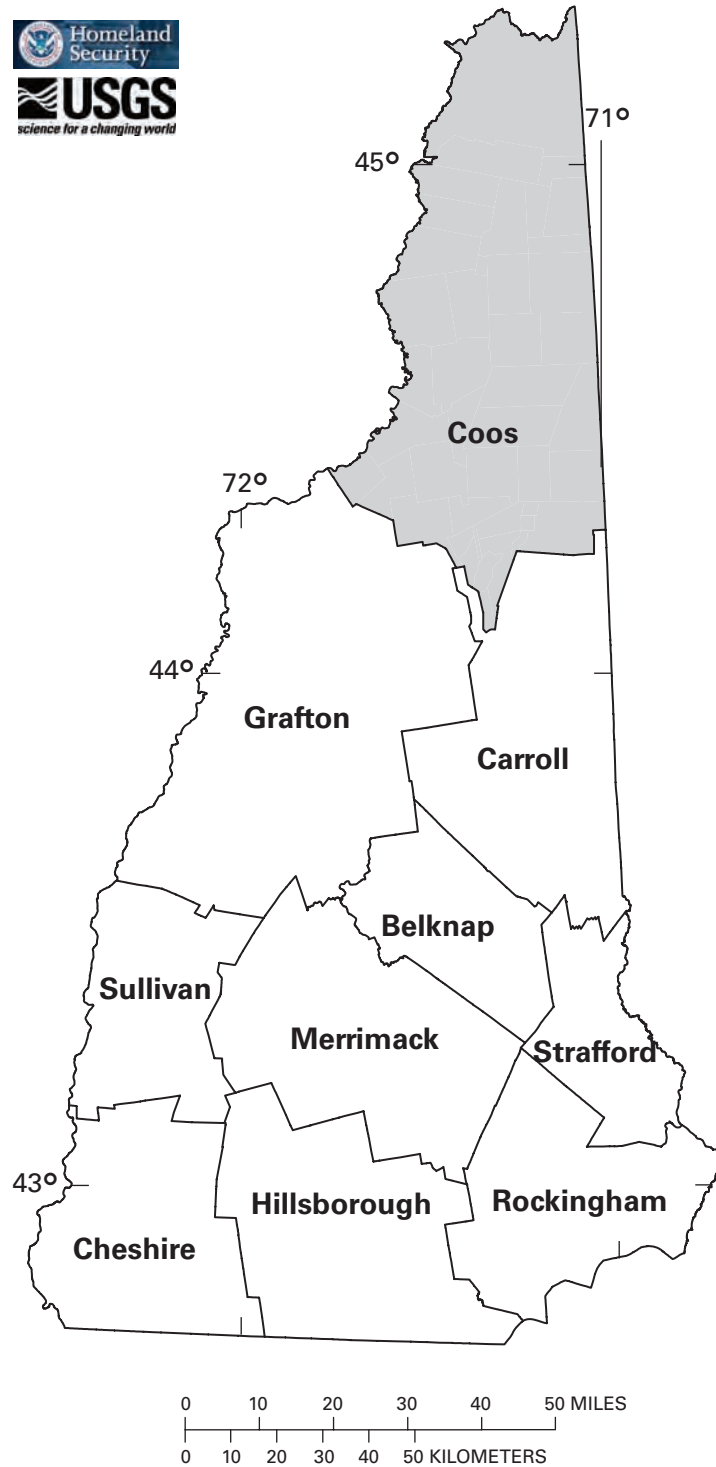 Homeland
Security
USGS
science for a changing world
71°
45°
Coos
72°
44°
Grafton
Carroll
Belknap
Sullivan
Merrimack
Strafford
43°
Hillsborough
Rockingham
Cheshire
0 10 20 30 40 50 MILES
0 10 20 30 40 50 KILOMETERS